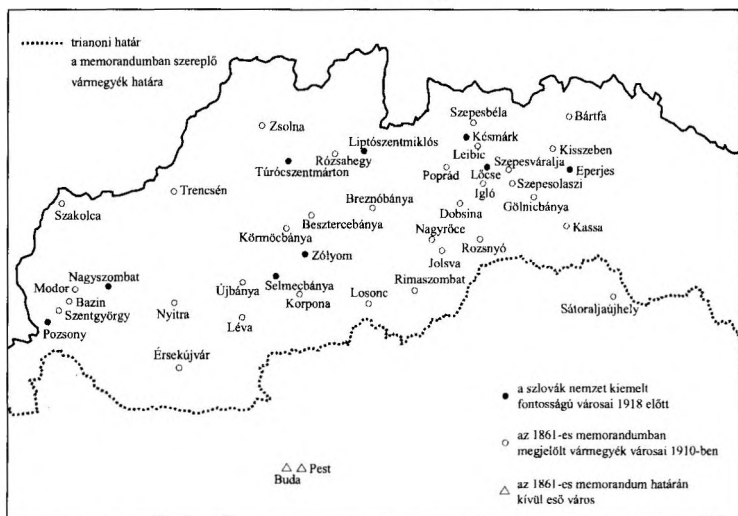 trianoni határ
a memorandumban szereplő
vármegyék határa
Szepesbéla
Bártfa
Zsolna
Liptószentmiklós
Késmárk
Leibic
Kisszeben
Rózsahegy
Túrócszentmárton
Poprád
Lőcse
Szepesváralja
Eperjes
Igló
Szepesolaszi
Trencsén
Breznóbánya
Dobsina
Gölnicbánya
Szakolca
Besztercebánya
Körmöcbánya
Nagyrőce
Kassa
Zólyom
Jolsva
Rozsnyó
Nagyszombat
Modor
Selmecbánya
Újbánya
Rimaszombat
Bazin
Korpona
Losonc
Szentgyörgy
Nyitra
Sátoraljaújhely
Pozsony
Léva
Érsekújvár
a szlovák nemzet kiemelt
fontosságú városai 1918 előtt
az 1861-es memorandumban
megjelölt vármegyék városai 1910-ben
Pest
Buda
az 1861-es memorandum határán
kívül eső város